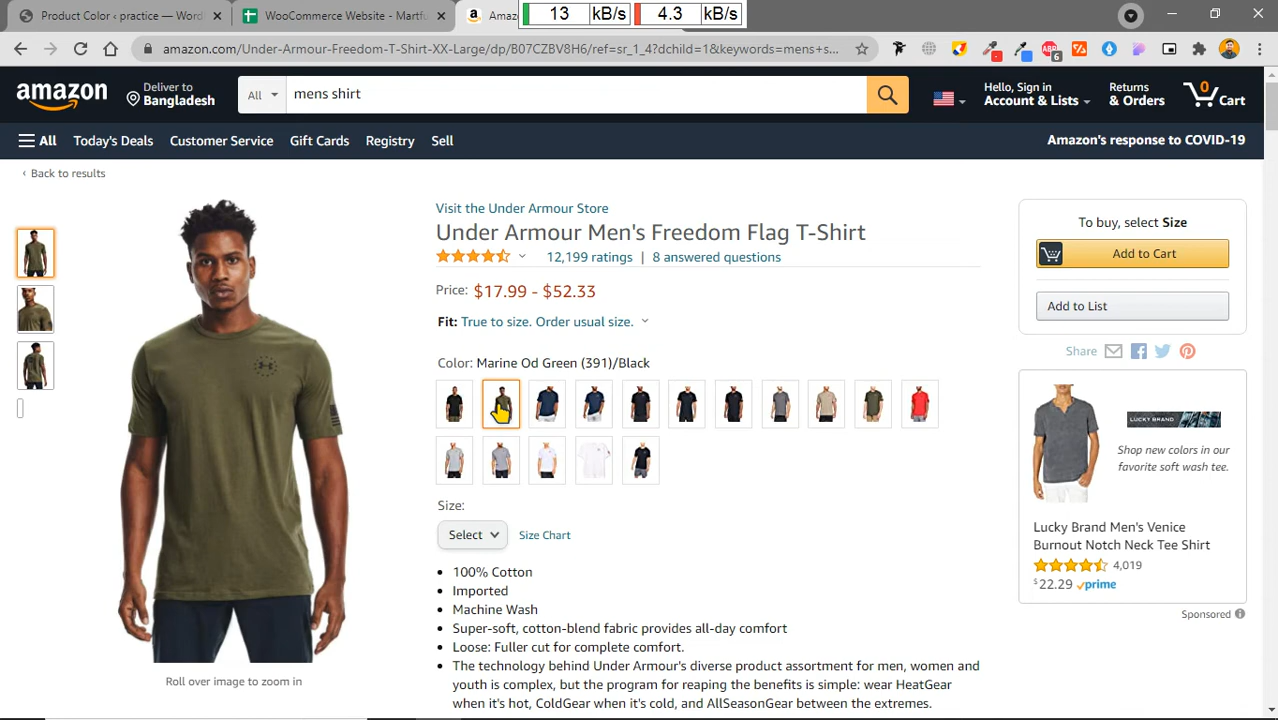 Product Color ‹ practice — Word
WooCommerce Website - Martfu
Amaz
13 kB/s 4.3 kB/s
amazon.com/Under-Armour-Freedom-T-Shirt-XX-Large/dp/B07CZBV8H6/ref=sr_1_4?dchild=1&keywords=mens+s...
6
amazon
Deliver to
Bangladesh
All
mens shirt
Hello, Sign in
Account & Lists
Returns
& Orders
0
Cart
All Today's Deals Customer Service Gift Cards Registry Sell
Amazon's response to COVID-19
‹ Back to results
Visit the Under Armour Store
Under Armour Men's Freedom Flag T-Shirt
12,199 ratings | 8 answered questions
Price: $17.99 - $52.33
Fit: True to size. Order usual size.
Color: Marine Od Green (391)/Black
Size:
Select
Size Chart
• 100% Cotton
• Imported
• Machine Wash
• Super-soft, cotton-blend fabric provides all-day comfort
• Loose: Fuller cut for complete comfort.
• The technology behind Under Armour's diverse product assortment for men, women and
youth is complex, but the program for reaping the benefits is simple: wear HeatGear
when it's hot, ColdGear when it's cold, and AllSeasonGear between the extremes.
Roll over image to zoom in
To buy, select Size
Add to Cart
Add to List
Share
LUCKY BRAND
Shop new colors in our
favorite soft wash tee.
Lucky Brand Men's Venice
Burnout Notch Neck Tee Shirt
4,019
$22.29 prime
Sponsored